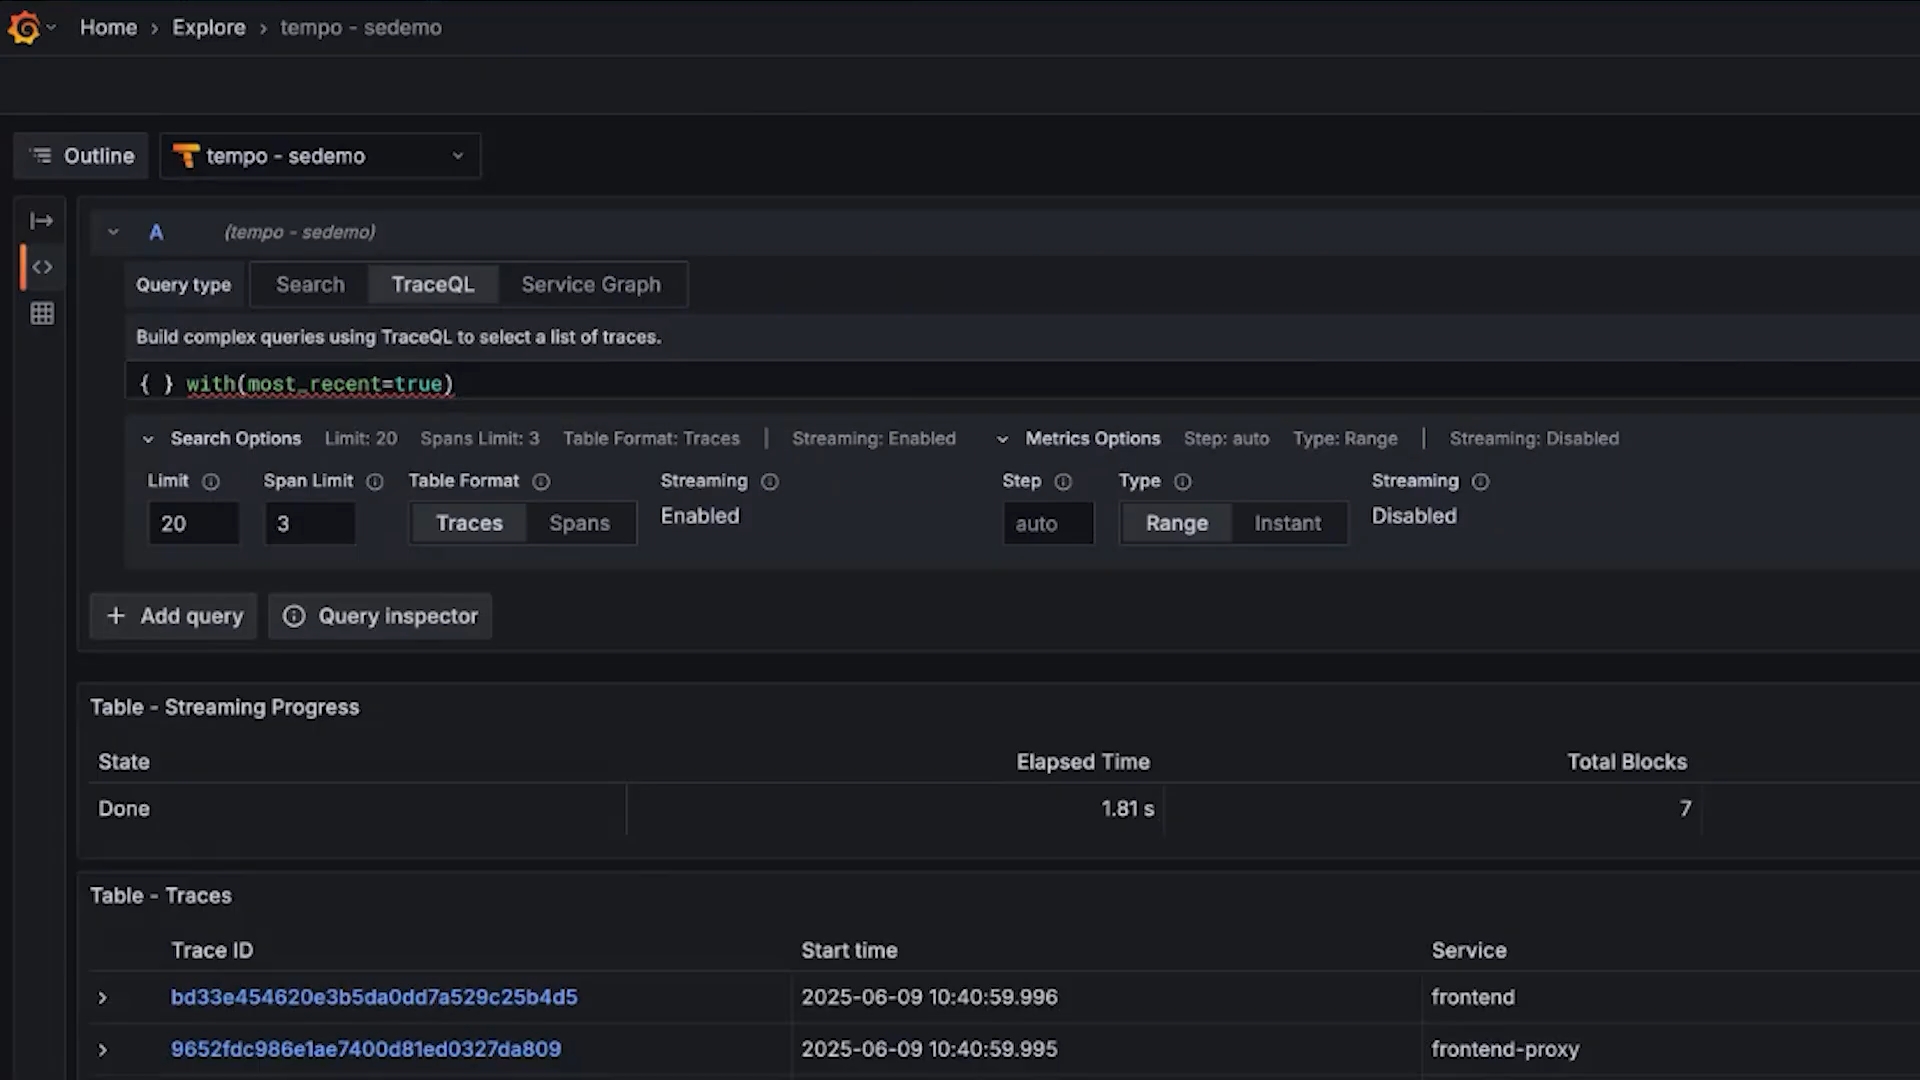 Home › Explore › tempo - sedemo
Outline tempo - sedemo
A (tempo - sedemo)
Query type Search TraceQL Service Graph
Build complex queries using TraceQL to select a list of traces.
{ } with(most_recent=true)
Search Options Limit: 20 Spans Limit: 3 Table Format: Traces | Streaming: Enabled Metrics Options Step: auto Type: Range | Streaming: Disabled
Limit Span Limit Table Format Streaming Step Type Streaming
20 3 Traces Spans Enabled auto Range Instant Disabled
+ Add query Query inspector
Table - Streaming Progress
State Elapsed Time Total Blocks
Done 1.81 s 7
Table - Traces
Trace ID Start time Service
bd33e454620e3b5da0dd7a529c25b4d5 2025-06-09 10:40:59.996 frontend
9652fdc986e1ae7400d81ed0327da809 2025-06-09 10:40:59.995 frontend-proxy